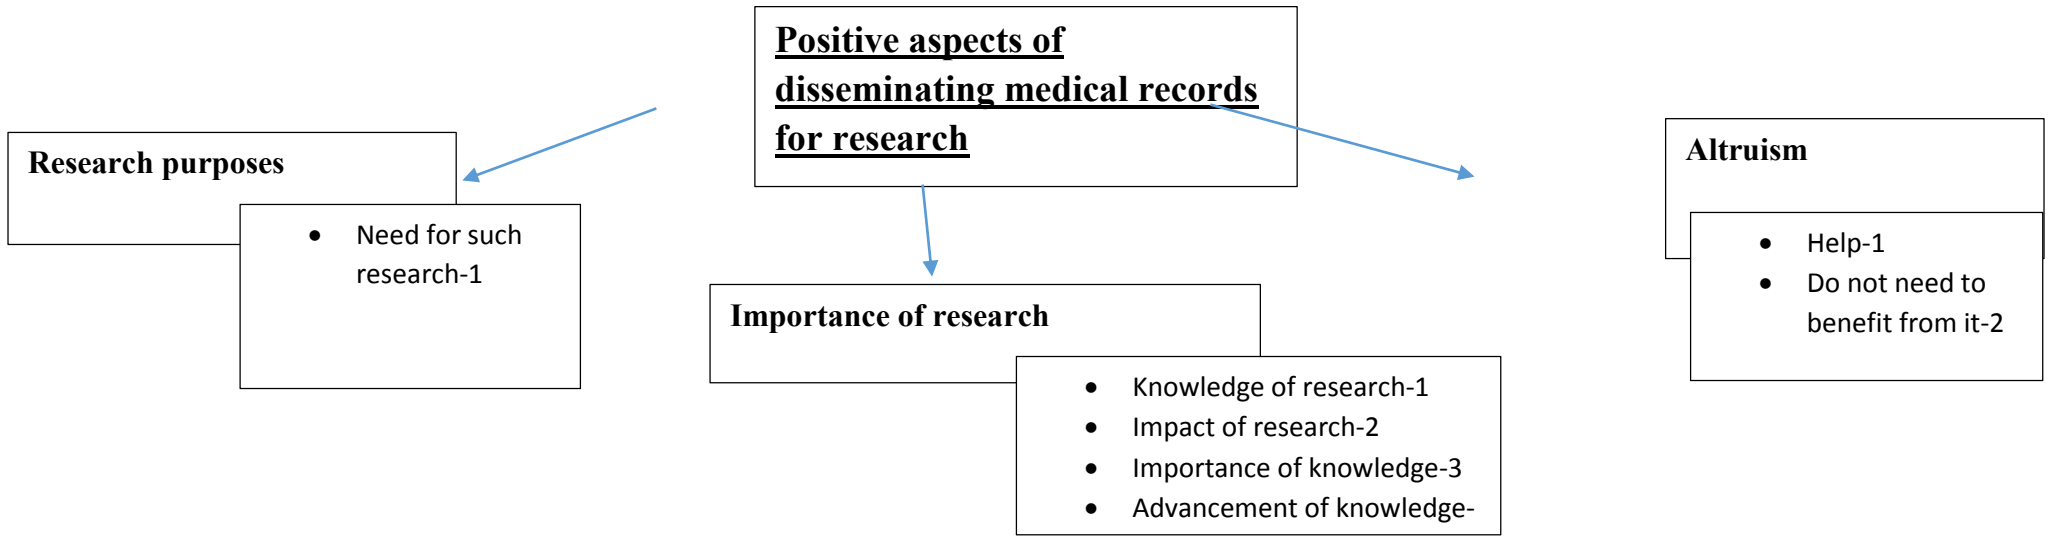 Positive aspects of
disseminating medical records
for research
Research purposes
• Need for such
research-1
Importance of research
• Knowledge of research-1
• Impact of research-2
• Importance of knowledge-3
• Advancement of knowledge-
Altruism
• Help-1
• Do not need to
benefit from it-2